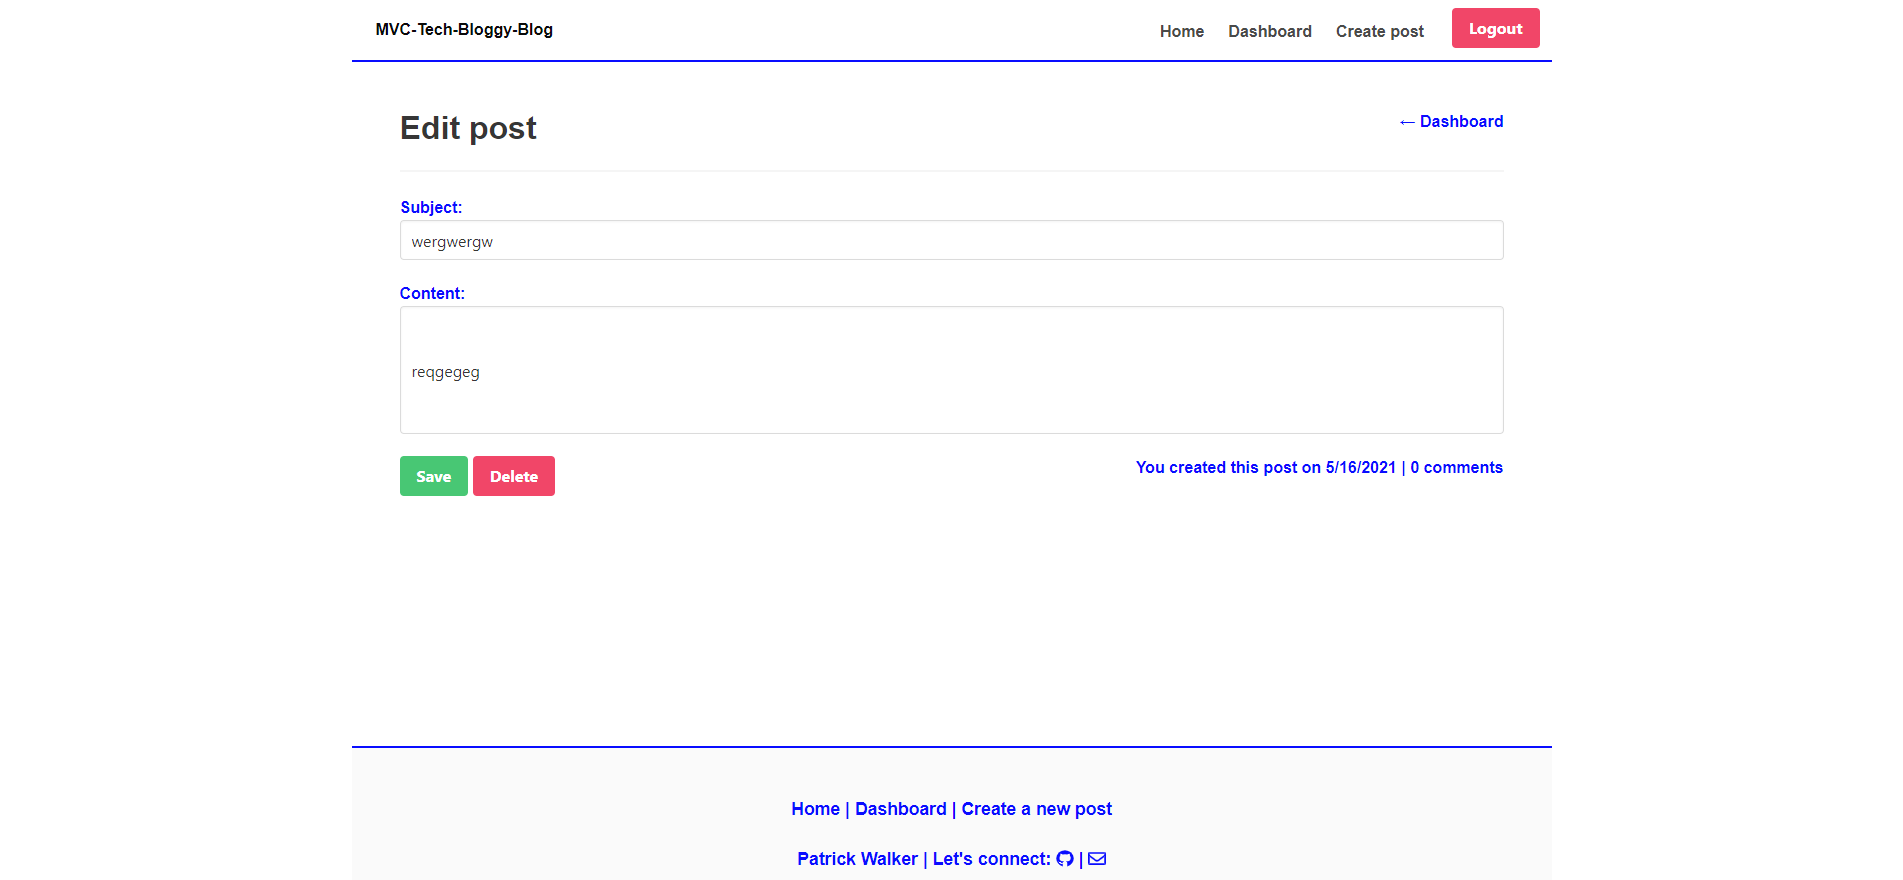 MVC-Tech-Bloggy-Blog
Home Dashboard Create post Logout
Edit post
← Dashboard
Subject:
wergwergw
Content:
reqgegeg
Save Delete
You created this post on 5/16/2021 | 0 comments
Home | Dashboard | Create a new post
Patrick Walker | Let's connect: |